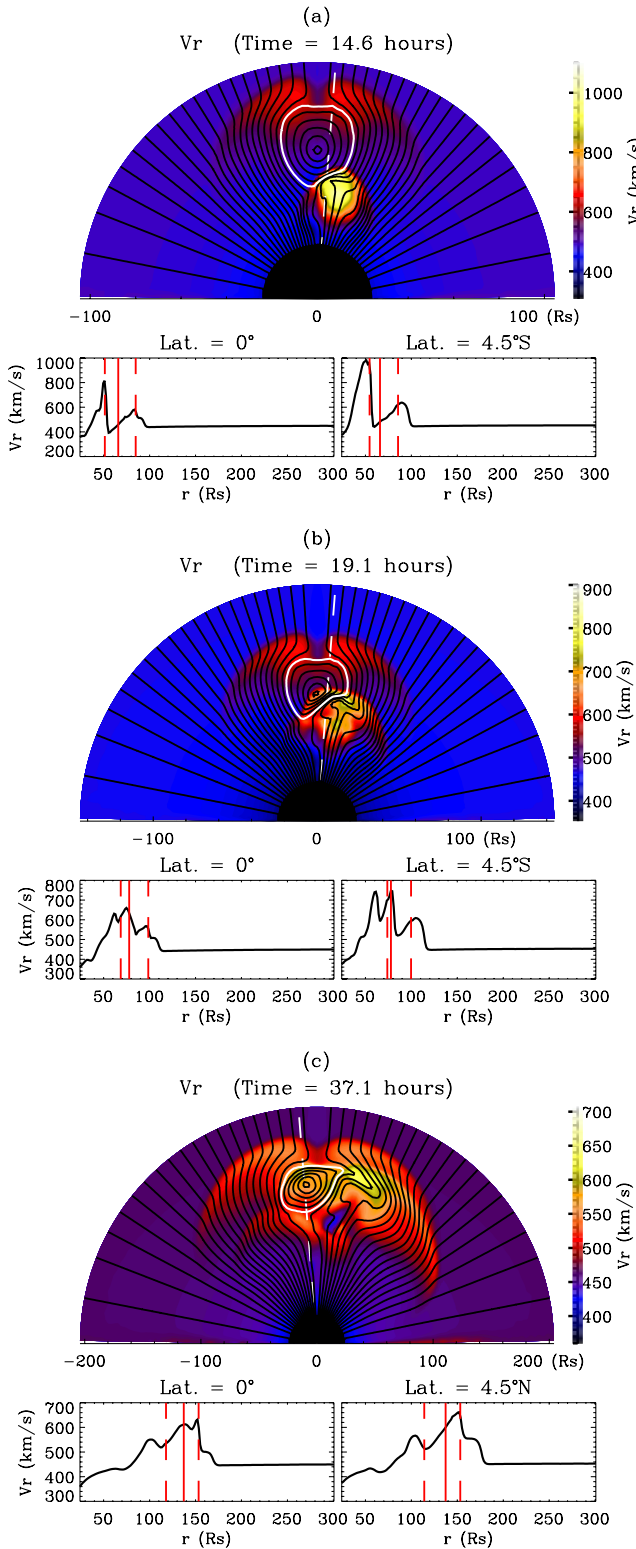 (a)
Vr (Time = 14.6 hours)
1000
800
600
400
Vr (km/s)
-100 0 100 (Rs)
Lat. = 0° Lat. = 4.5°S
1000
800
600
400
200
Vr (km/s)
50 100 150 200 250 300 50 100 150 200 250 300
r (Rs) r (Rs)
(b)
Vr (Time = 19.1 hours)
900
800
700
600
500
400
Vr (km/s)
-100 0 100 (Rs)
Lat. = 0° Lat. = 4.5°S
800
700
600
500
400
300
Vr (km/s)
50 100 150 200 250 300 50 100 150 200 250 300
r (Rs) r (Rs)
(c)
Vr (Time = 37.1 hours)
700
650
600
550
500
450
400
Vr (km/s)
-200 -100 0 100 200 (Rs)
Lat. = 0° Lat. = 4.5°N
700
600
500
400
300
Vr (km/s)
50 100 150 200 250 300 50 100 150 200 250 300
r (Rs) r (Rs)